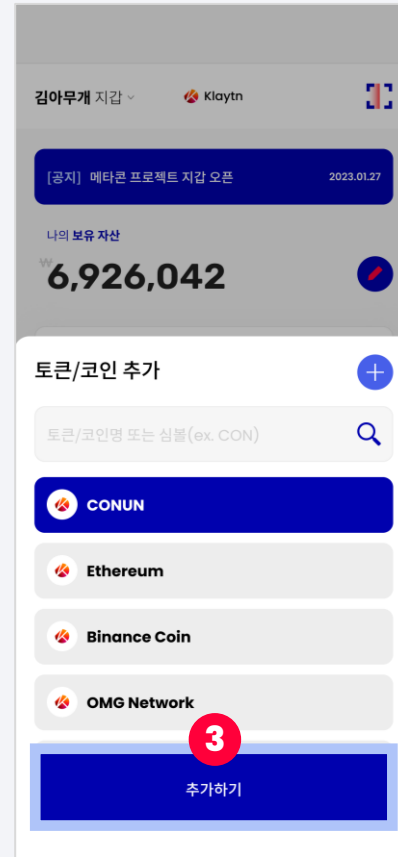 김아무개 지갑 Klaytn
[공지] 메타콘 프로젝트 지갑 오픈 2023.01.27
나의 보유 자산
₩6,926,042
토큰/코인 추가
토큰/코인명 또는 심볼(ex. CON)
CONUN
Ethereum
Binance Coin
OMG Network
3
추가하기